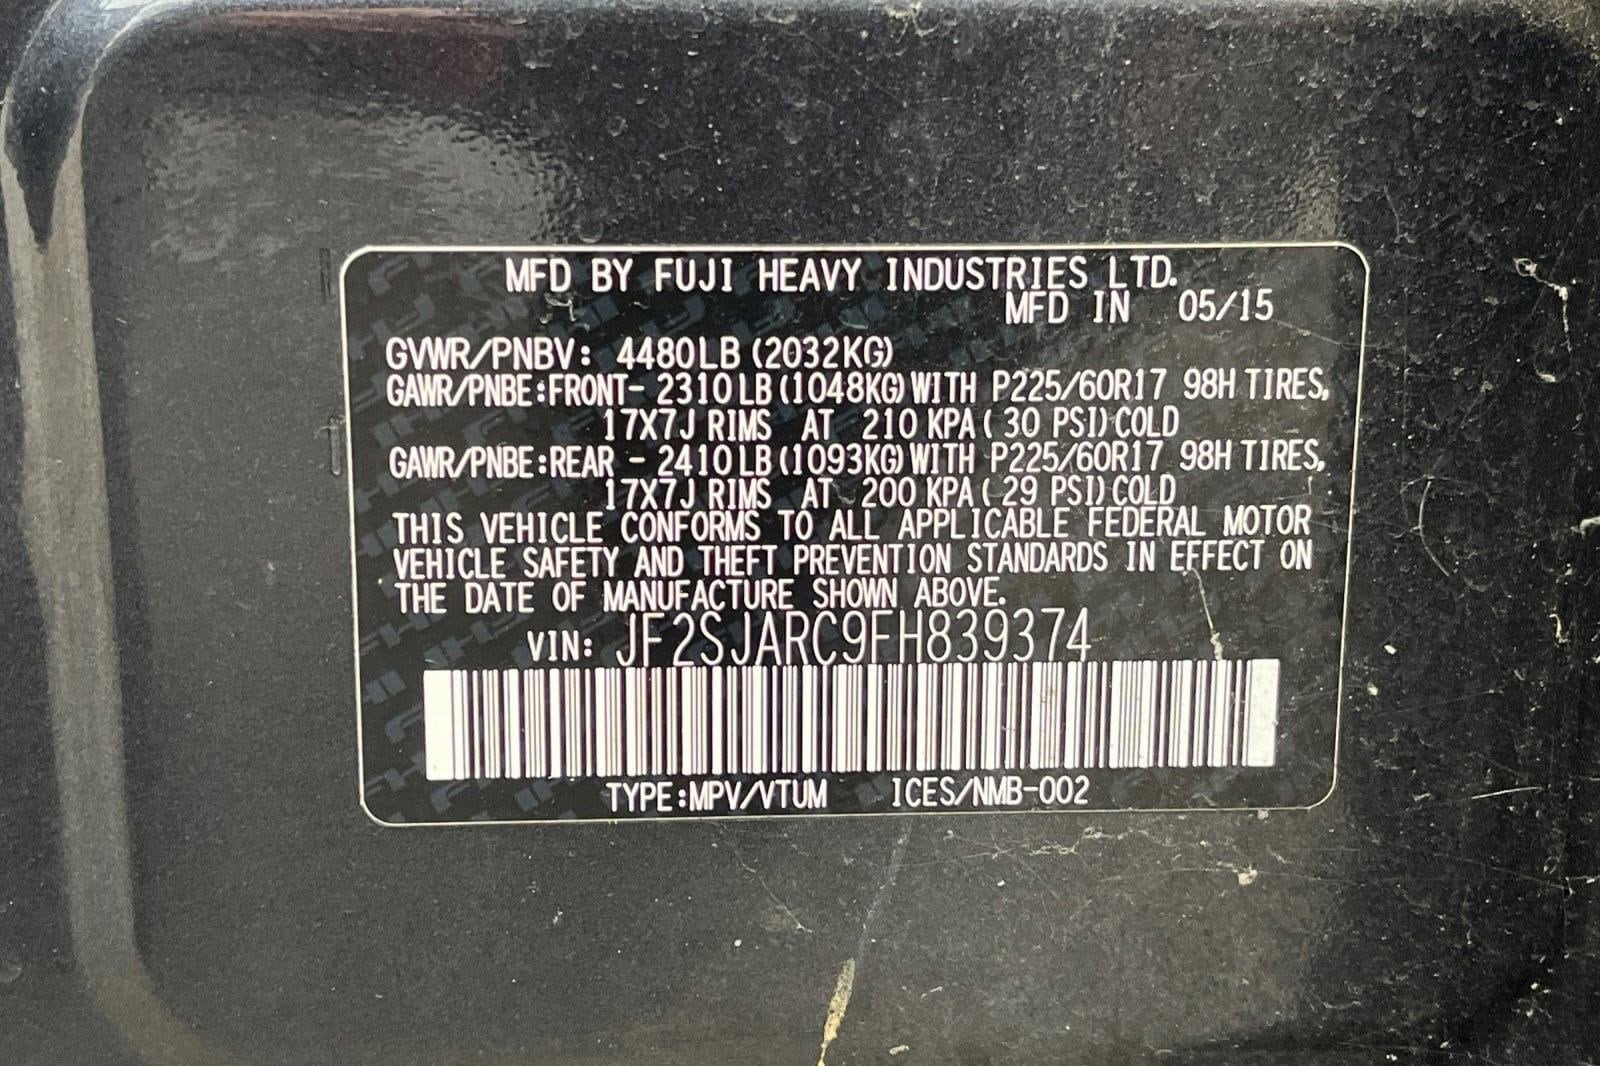 MFD BY FUJI HEAVY INDUSTRIES LTD.
MFD IN 05/15
GVWR/PNBV: 4480LB (2032KG)
GAWR/PNBE:FRONT- 2310LB (1048KG) WITH P225/60R17 98H TIRES,
17X7J RIMS AT 210 KPA ( 30 PSI) COLD
GAWR/PNBE:REAR - 2410LB (1093KG) WITH P225/60R17 98H TIRES,
17X7J RIMS AT 200 KPA ( 29 PSI) COLD
THIS VEHICLE CONFORMS TO ALL APPLICABLE FEDERAL MOTOR
VEHICLE SAFETY AND THEFT PREVENTION STANDARDS IN EFFECT ON
THE DATE OF MANUFACTURE SHOWN ABOVE.
VIN: JF2SJARC9FH839374
TYPE:MPV/VTUM ICES/NMB-002